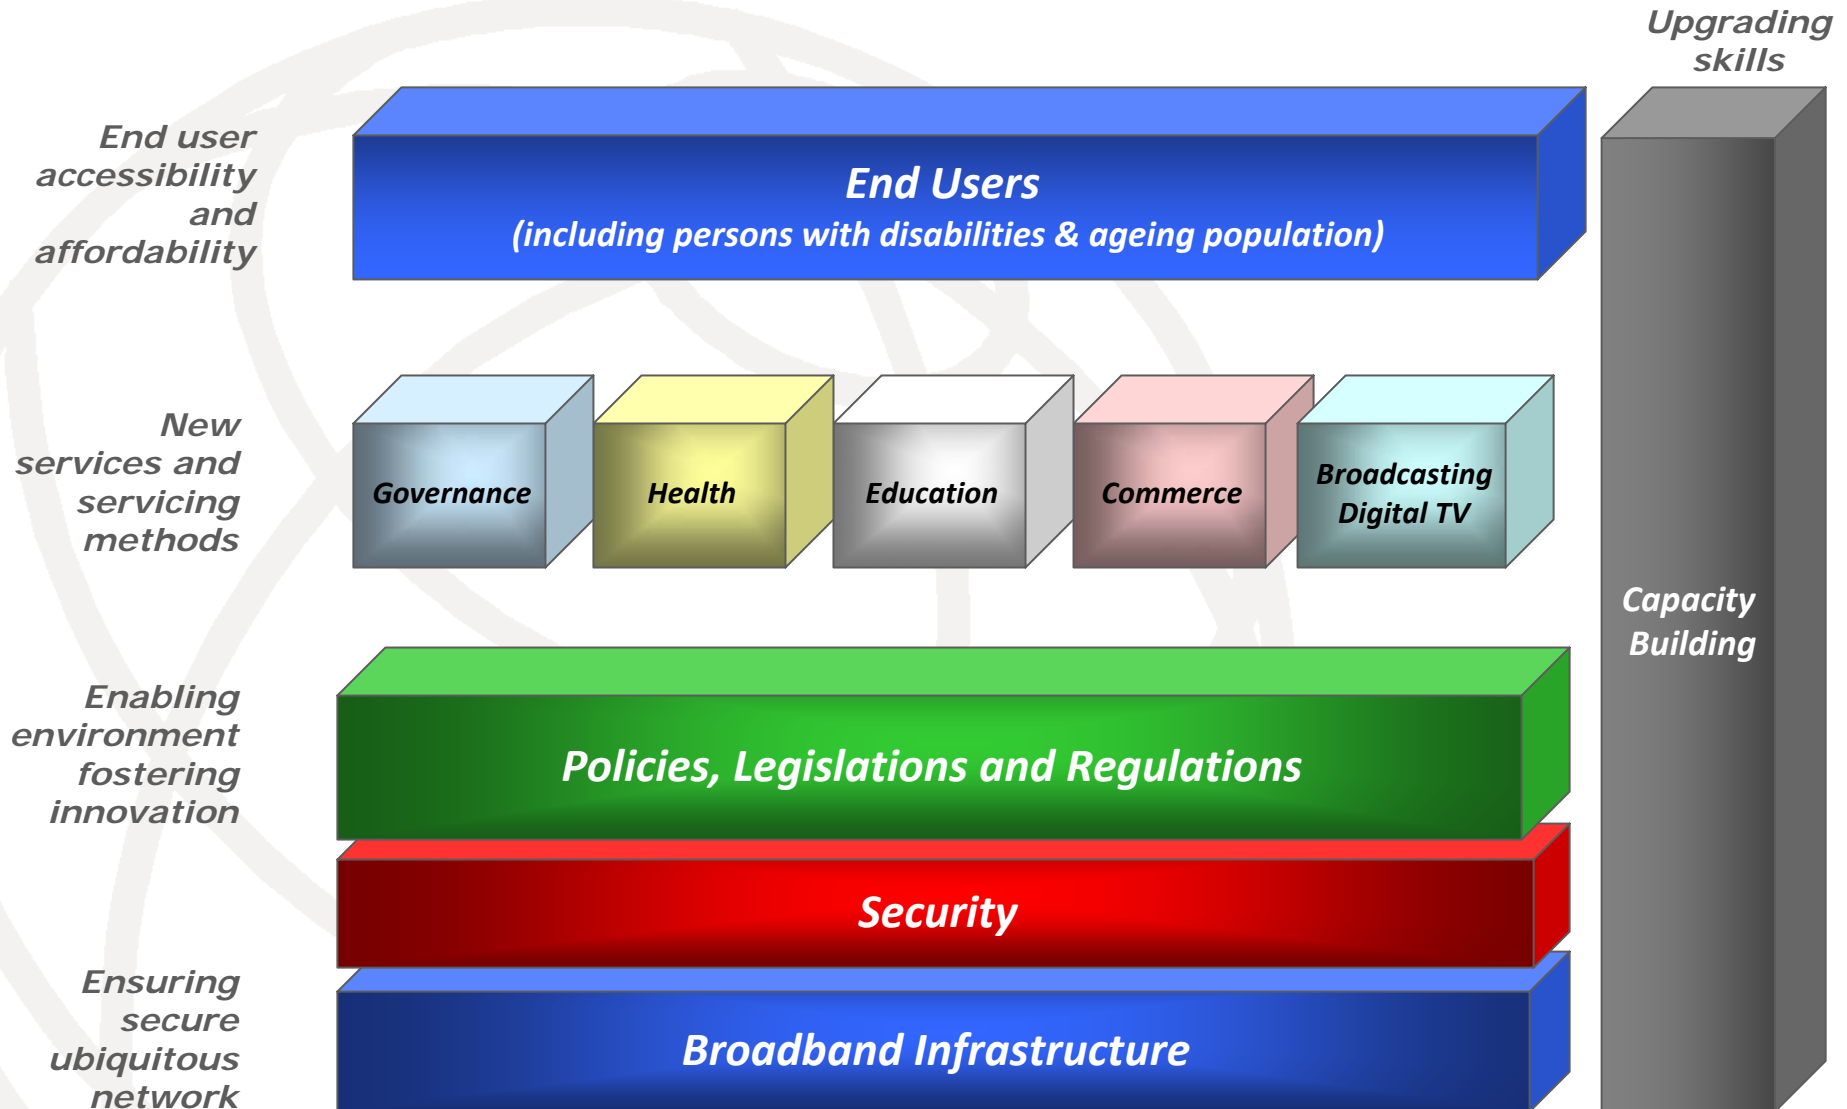 Upgrading
skills
End user
accessibility
and
affordability
End Users
(including persons with disabilities & ageing population)
New
services and
servicing
methods
Governance
Health
Education
Commerce
Broadcasting
Digital TV
Capacity
Building
Enabling
environment
fostering
innovation
Policies, Legislations and Regulations
Security
Ensuring
secure
ubiquitous
network
Broadband Infrastructure